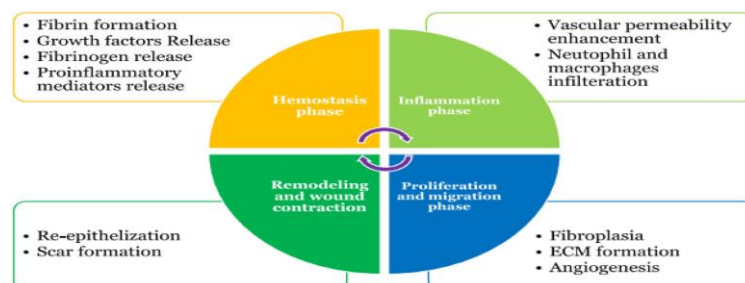 • Fibrin formation
• Growth factors Release
• Fibrinogen release
• Proinflammatory
mediators release
• Vascular permeability
enhancement
• Neutophil and
macrophages
infilteration
Hemostasis
phase
Inflammation
phase
Remodeling
and wound
contraction
Proliferation
and migration
phase
• Re-epithelization
• Scar formation
• Fibroplasia
• ECM formation
• Angiogenesis